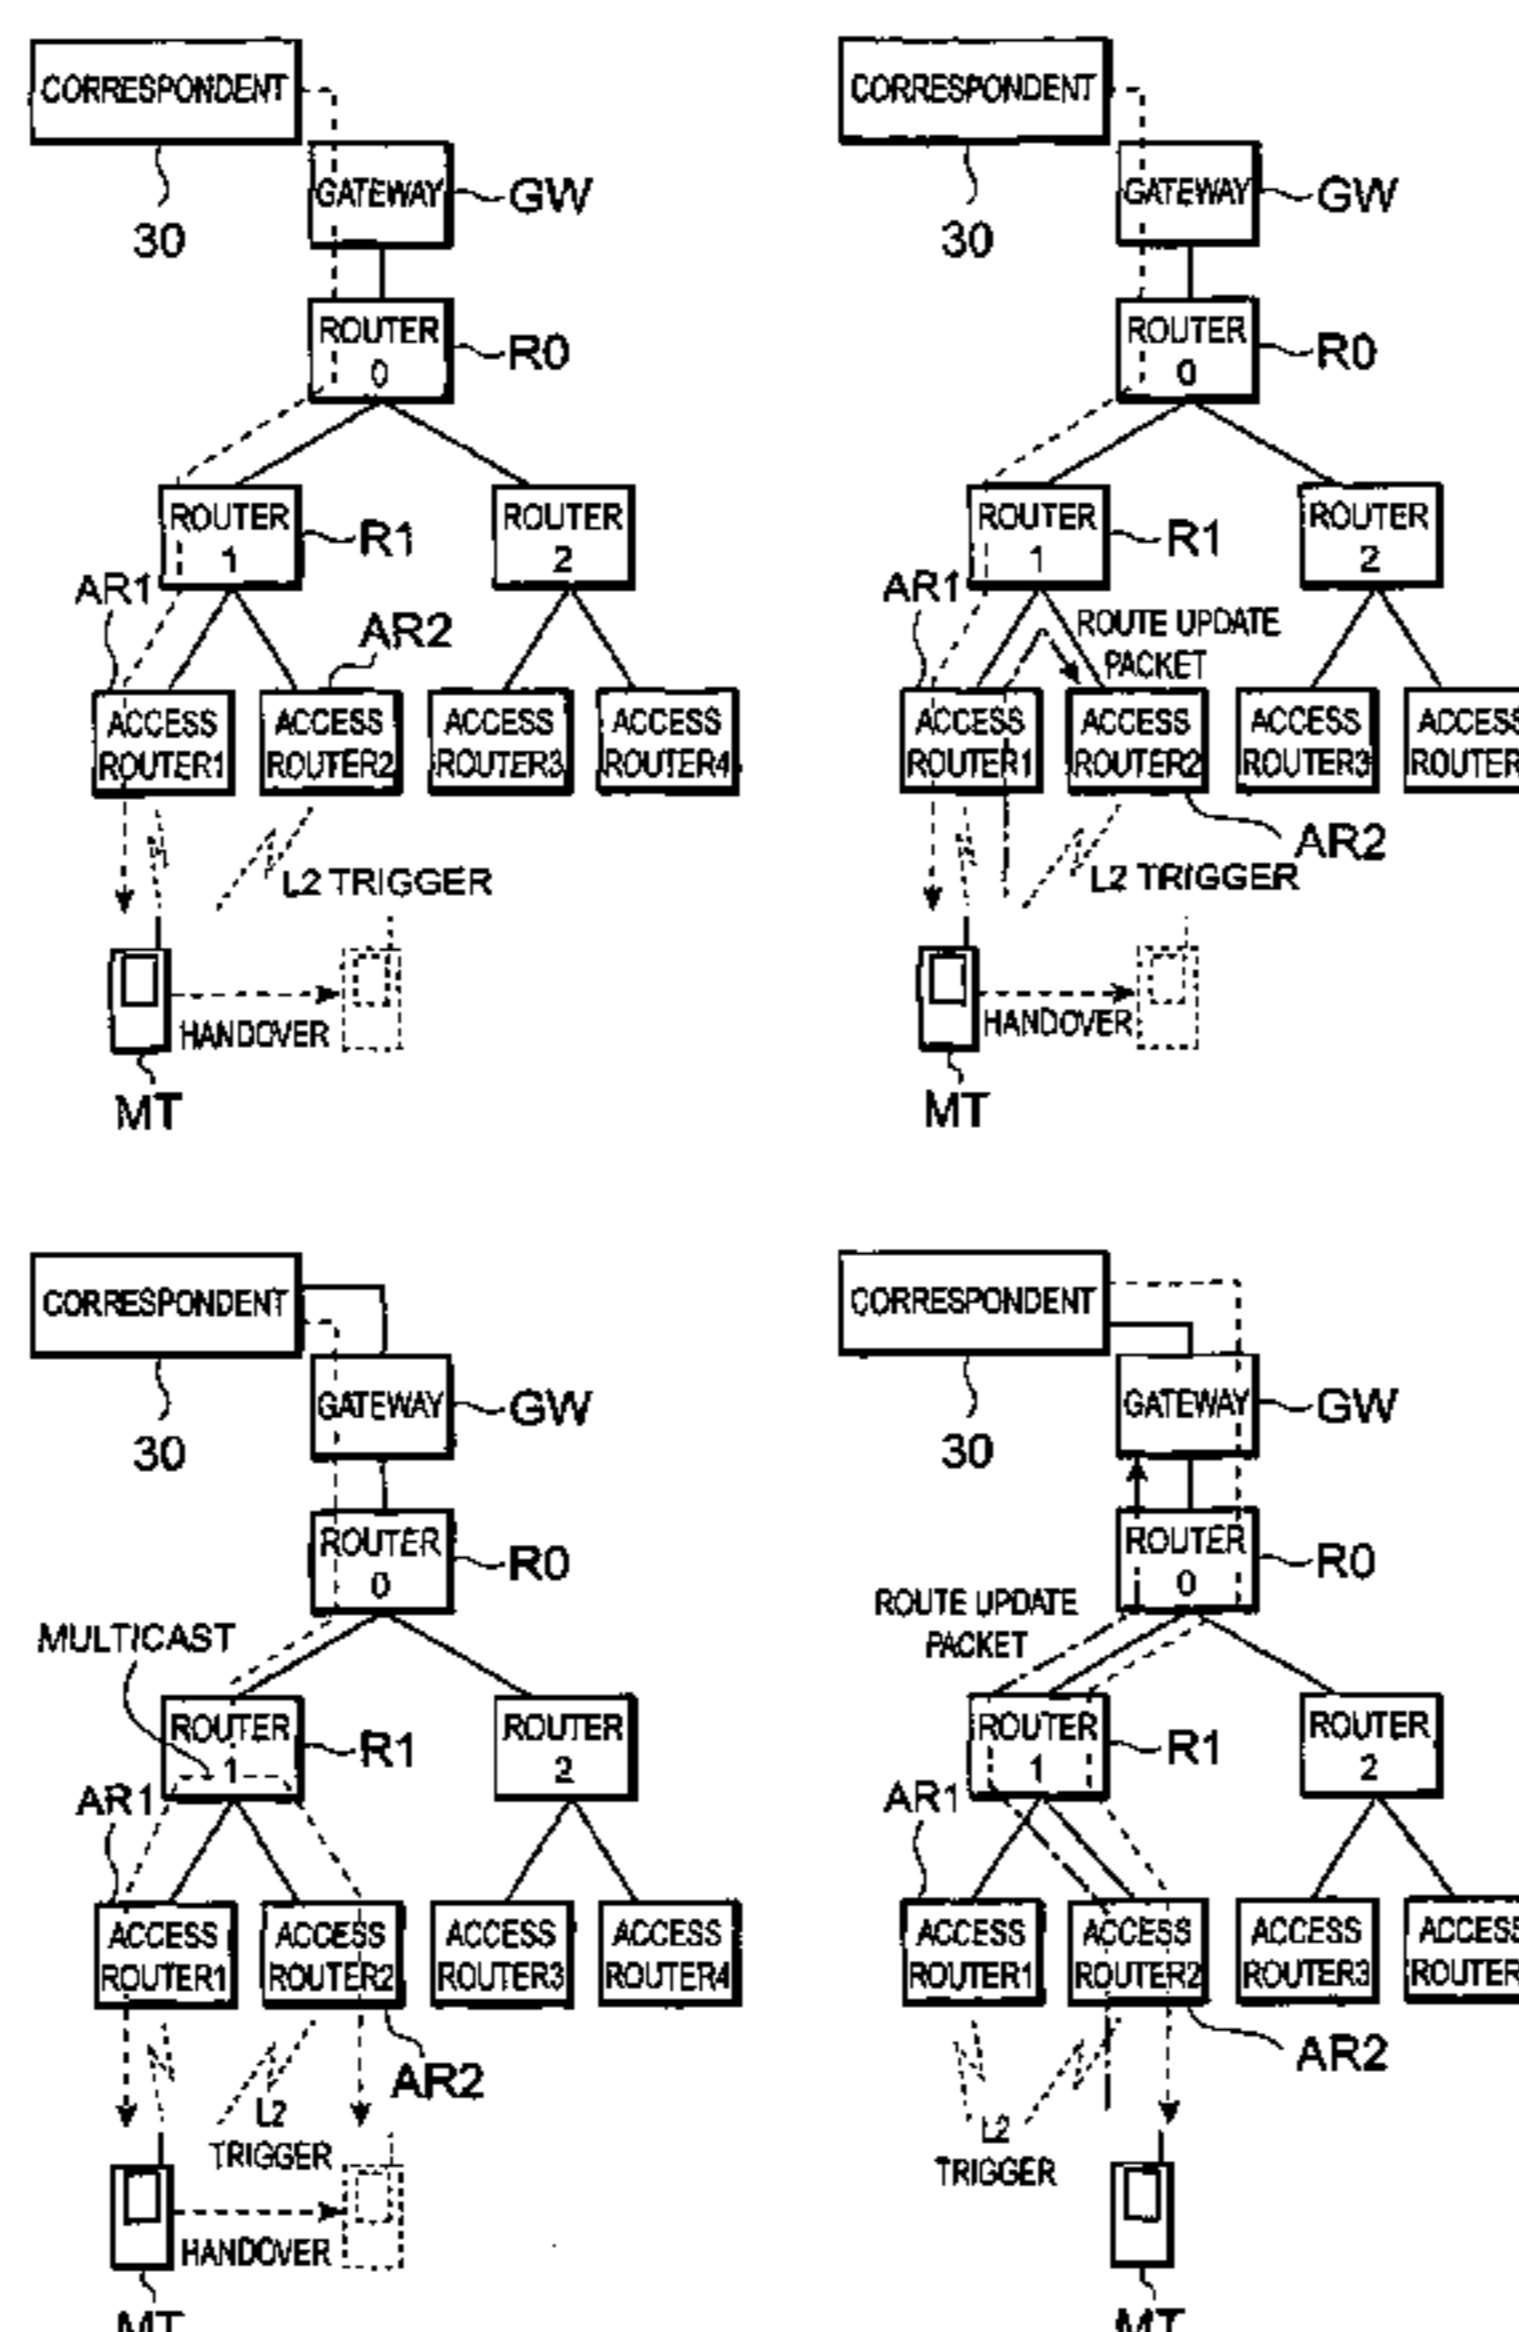 CORRESPONDENT
30
GATEWAY
GW
ROUTER
0
R0
ROUTER
1
R1
ROUTER
2
AR1
AR2
ACCESS
ROUTER1
ACCESS
ROUTER2
ACCESS
ROUTER3
ACCESS
ROUTER4
L2 TRIGGER
HANDOVER
MT
CORRESPONDENT
30
GATEWAY
GW
ROUTER
0
R0
ROUTER
1
R1
ROUTER
2
AR1
ROUTE UPDATE
PACKET
ACCESS
ROUTER1
ACCESS
ROUTER2
ACCESS
ROUTER3
ACCESS
ROUTER
AR2
L2 TRIGGER
HANDOVER
MT
CORRESPONDENT
30
GATEWAY
GW
ROUTER
0
R0
MULTICAST
ROUTER
1
R1
ROUTER
2
AR1
ACCESS
ROUTER1
ACCESS
ROUTER2
ACCESS
ROUTER3
ACCESS
ROUTER4
AR2
L2
TRIGGER
HANDOVER
MT
CORRESPONDENT
30
GATEWAY
GW
ROUTER
0
R0
ROUTE UPDATE
PACKET
ROUTER
1
R1
ROUTER
2
AR1
ACCESS
ROUTER1
ACCESS
ROUTER2
ACCESS
ROUTER3
ACCESS
ROUTER
AR2
L2
TRIGGER
MT